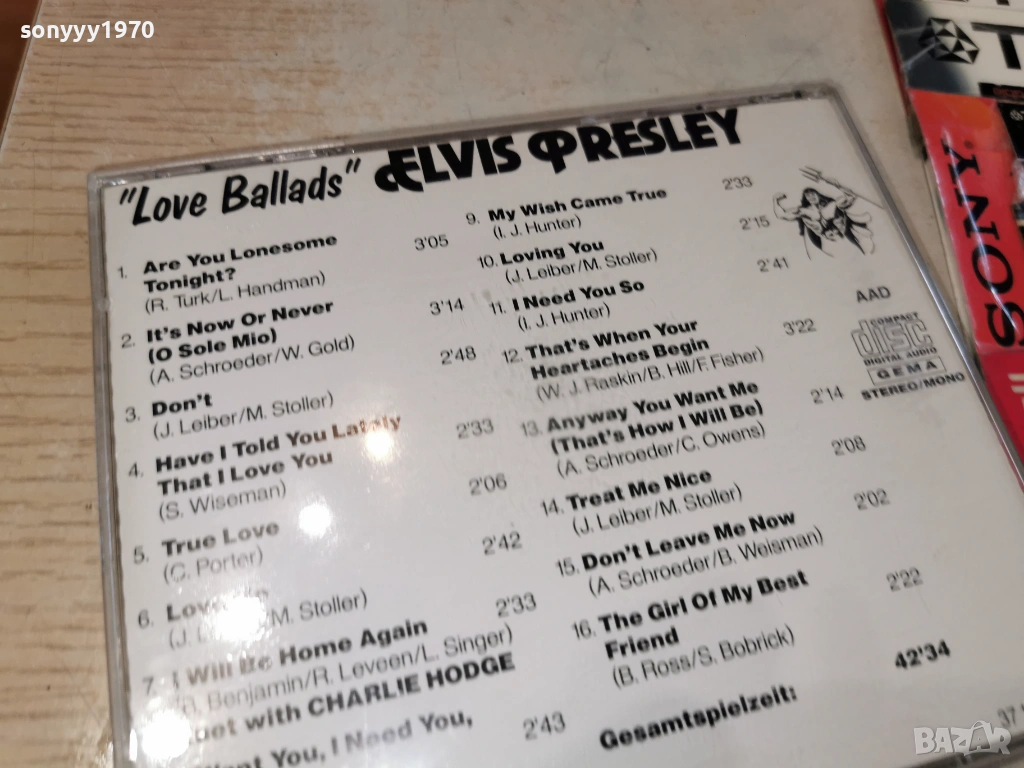 sonyyy1970
"Love Ballads" ELVIS PRESLEY
1. Are You Lonesome
Tonight? 3'05
(R. Turk/L. Handman)
2. It's Now Or Never
(O Sole Mio) 3'14
(A. Schroeder/W. Gold)
3. Don't 2'48
(J. Leiber/M. Stoller)
4. Have I Told You Lately
That I Love You 2'33
(S. Wiseman)
5. True Love 2'06
(C. Porter)
6. 2'42
M. Stoller)
7. I Will Be Home Again 2'33
Benjamin/R. Leveen/L. Singer)
with CHARLIE HODGE
You, I Need You,
2'43
9. My Wish Came True 2'33
(I. J. Hunter)
10. Loving You 2'15
(J. Leiber/M. Stoller)
11. I Need You So 2'41
(I. J. Hunter)
12. That's When Your
Heartaches Begin 3'22
(W. J. Raskin/B. Hill/F. Fisher)
13. Anyway You Want Me
(That's How I Will Be) 2'14
(A. Schroeder/C. Owens)
14. Treat Me Nice 2'08
(J. Leiber/M. Stoller)
15. Don't Leave Me Now 2'02
(A. Schroeder/B. Weisman)
16. The Girl Of My Best
Friend 2'22
(B. Ross/S. Bobrick)
Gesamtspielzeit: 42'34
AAD
COMPACT
disc
DIGITAL AUDIO
GEMA
STEREO/MONO
37
SONY
BAZAR